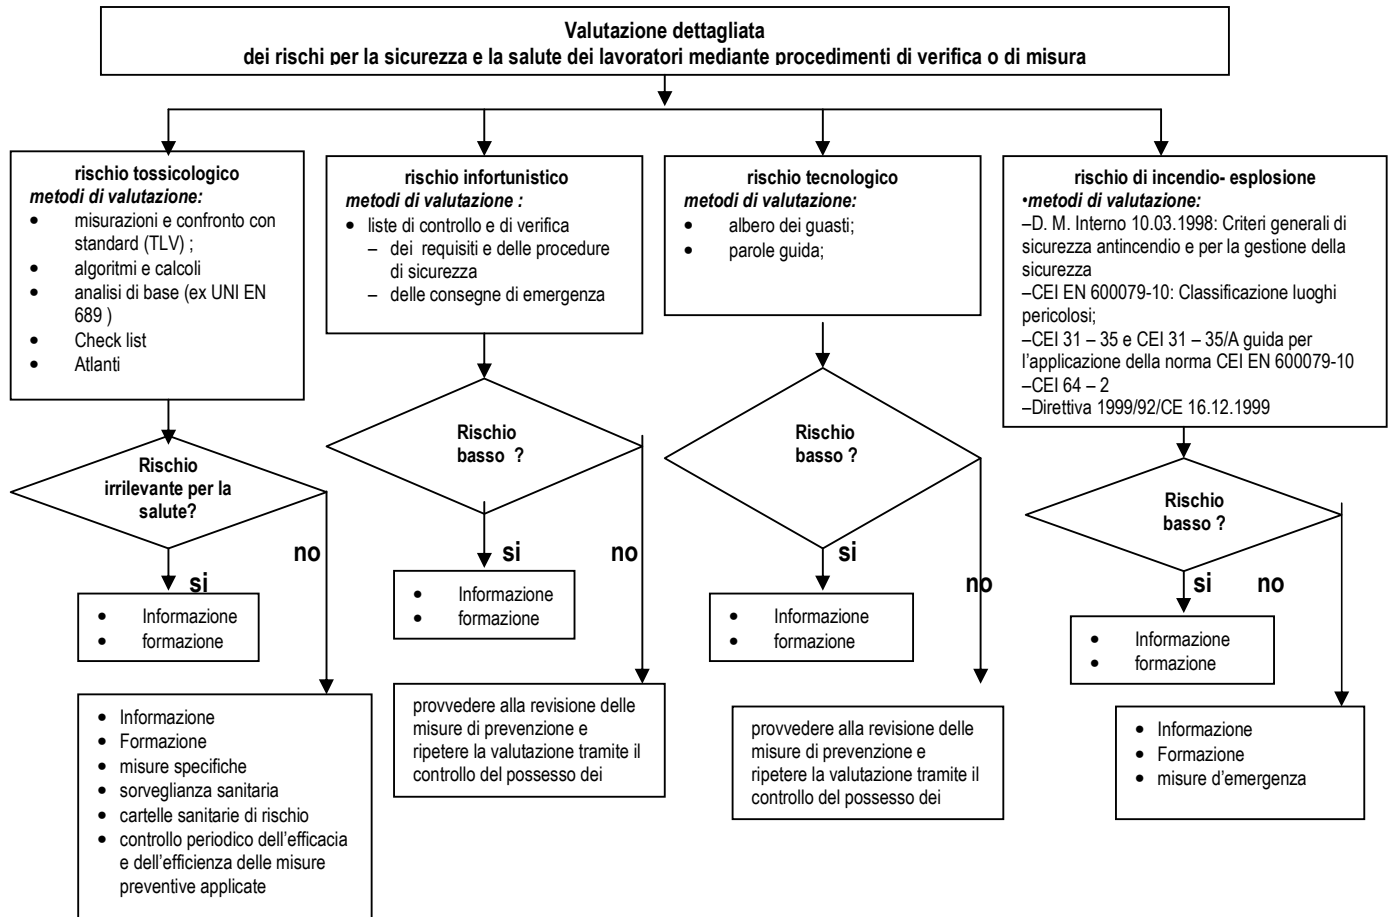 Valutazione dettagliata
dei rischi per la sicurezza e la salute dei lavoratori mediante procedimenti di verifica o di misura
rischio tossicologico
metodi di valutazione:
• misurazioni e confronto con
standard (TLV) ;
• algoritmi e calcoli
• analisi di base (ex UNI EN
689 )
• Check list
• Atlanti
rischio infortunistico
metodi di valutazione :
• liste di controllo e di verifica
– dei requisiti e delle procedure
di sicurezza
– delle consegne di emergenza
rischio tecnologico
metodi di valutazione:
• albero dei guasti;
• parole guida;
rischio di incendio- esplosione
•metodi di valutazione:
–D. M. Interno 10.03.1998: Criteri generali di
sicurezza antincendio e per la gestione della
sicurezza
–CEI EN 600079-10: Classificazione luoghi
pericolosi;
–CEI 31 – 35 e CEI 31 – 35/A guida per
l’applicazione della norma CEI EN 600079-10
–CEI 64 – 2
–Direttiva 1999/92/CE 16.12.1999
Rischio
irrilevante per la
salute?
Rischio
basso ?
Rischio
basso ?
Rischio
basso ?
si
no
si
no
si
no
si
no
• Informazione
• formazione
• Informazione
• formazione
• Informazione
• formazione
• Informazione
• formazione
• Informazione
• Formazione
• misure specifiche
• sorveglianza sanitaria
• cartelle sanitarie di rischio
• controllo periodico dell’efficacia
e dell’efficienza delle misure
preventive applicate
provvedere alla revisione delle
misure di prevenzione e
ripetere la valutazione tramite il
controllo del possesso dei
provvedere alla revisione delle
misure di prevenzione e
ripetere la valutazione tramite il
controllo del possesso dei
• Informazione
• Formazione
• misure d’emergenza